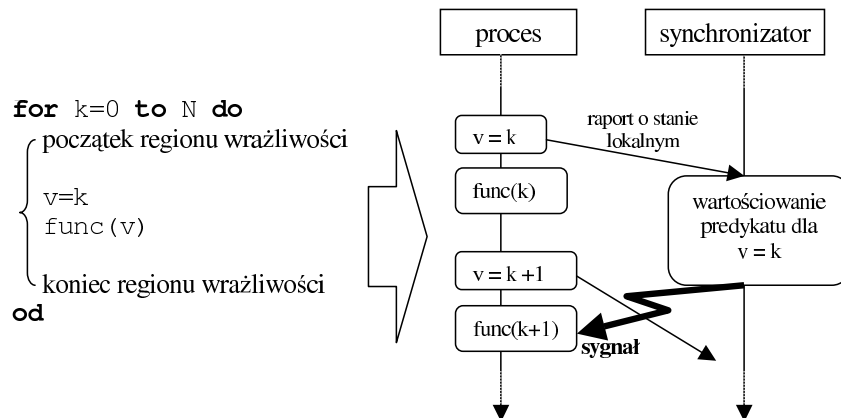 proces
synchronizator
for k=0 to N do
początek regionu wrażliwości
v=k
func(v)
koniec regionu wrażliwości
od
v = k
raport o stanie
lokalnym
func(k)
wartościowanie
predykatu dla
v = k
v = k +1
func(k+1)
sygnał